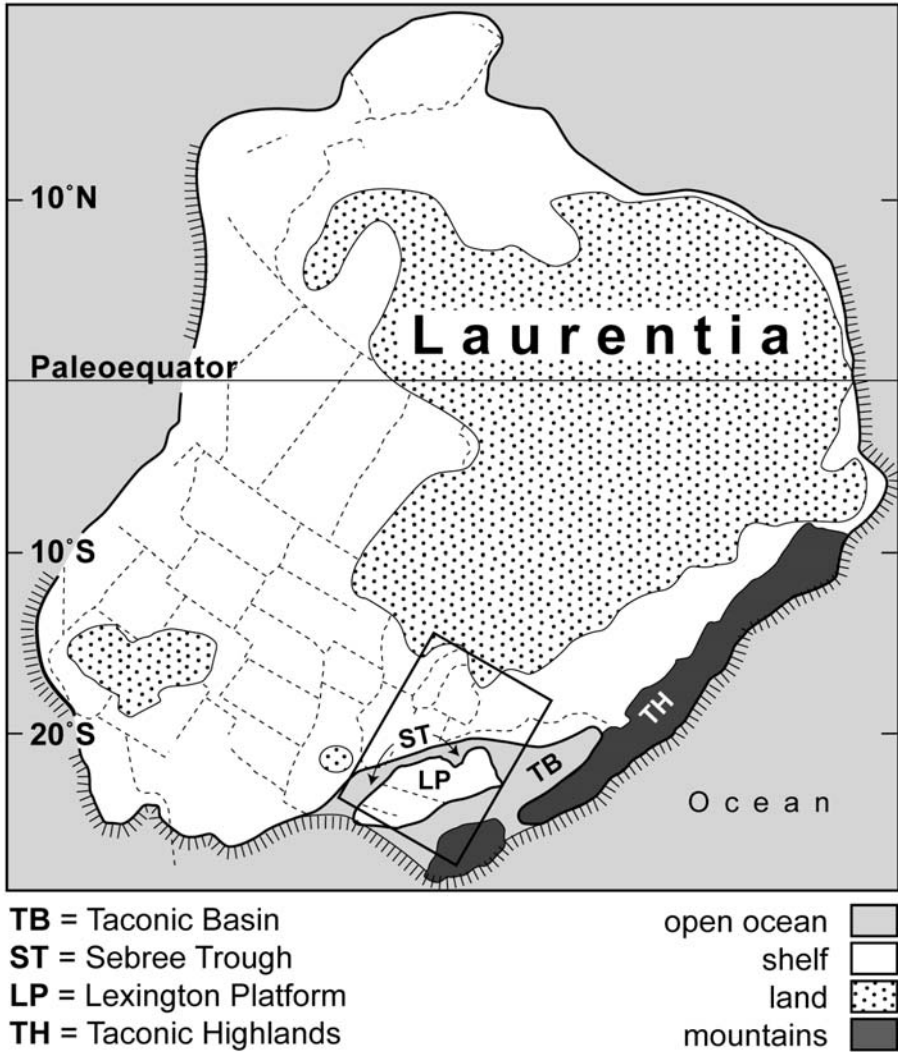 10˚N
Laurentia
Paleoequator
10˚S
20˚S
ST
TH
LP
TB
Ocean
TB = Taconic Basin
ST = Sebree Trough
LP = Lexington Platform
TH = Taconic Highlands
open ocean
shelf
land
mountains